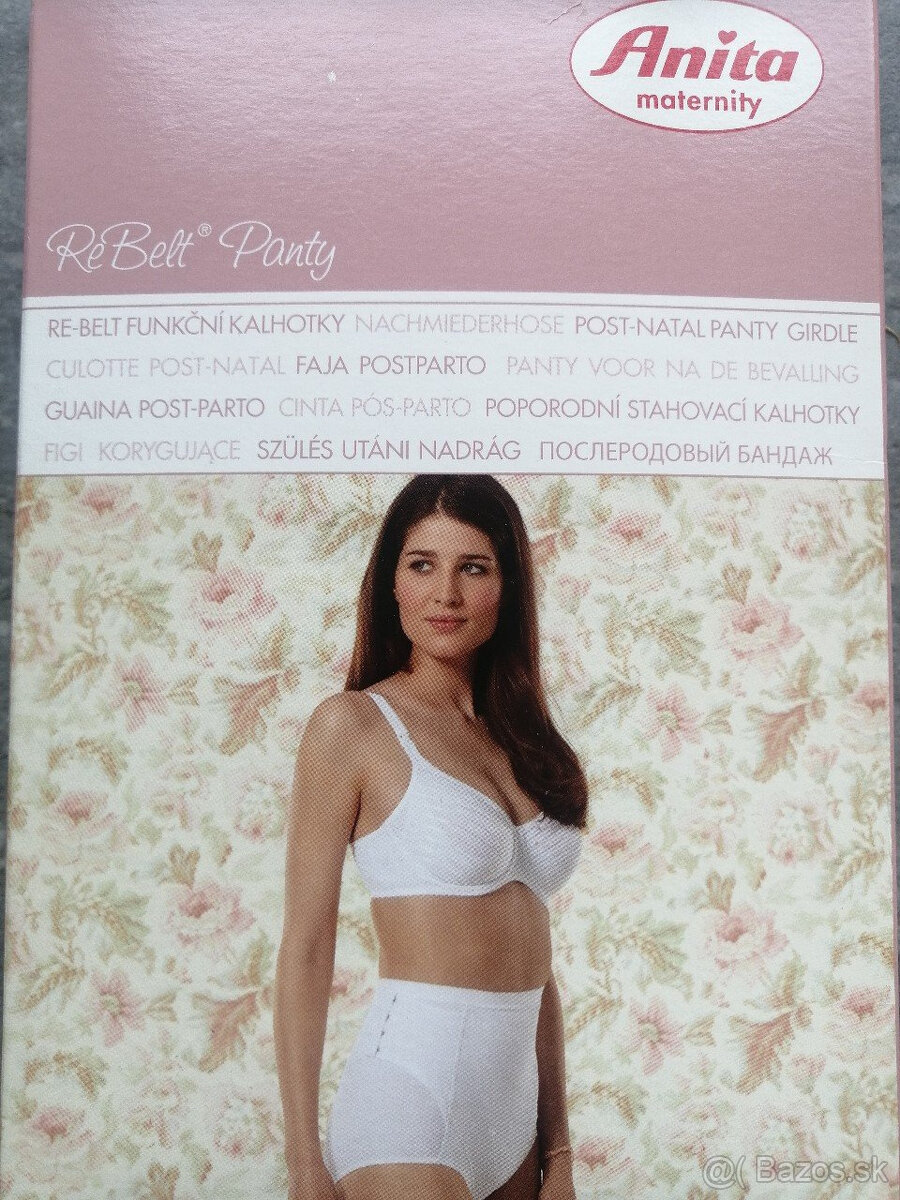 Anita
maternity
ReBelt® Panty
RE-BELT FUNKČNÍ KALHOTKY NACHMIEDERHOSE POST-NATAL PANTY GIRDLE
CULOTTE POST-NATAL FAJA POSTPARTO PANTY VOOR NA DE BEVALLING
GUAINA POST-PARTO CINTA PÓS-PARTO POPORODNÍ STAHOVACÍ KALHOTKY
FIGI KORYGUJĄCE SZÜLÉS UTÁNI NADRÁG ПОСЛЕРОДОВЫЙ БАНДАЖ
@( Bazos.sk